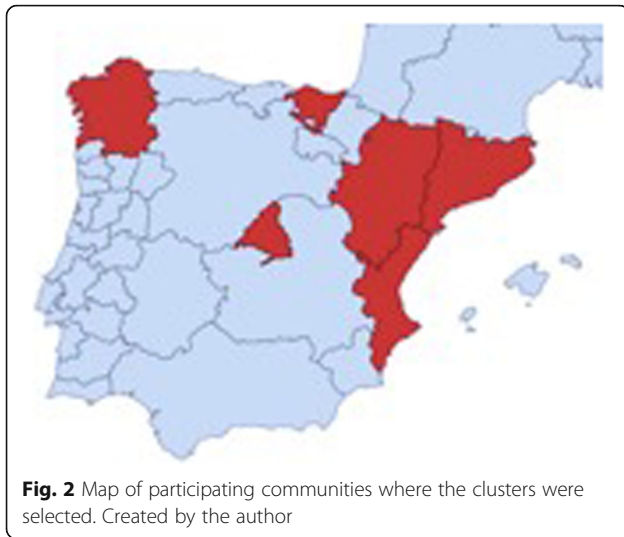 Fig. 2 Map of participating communities where the clusters were
selected. Created by the author